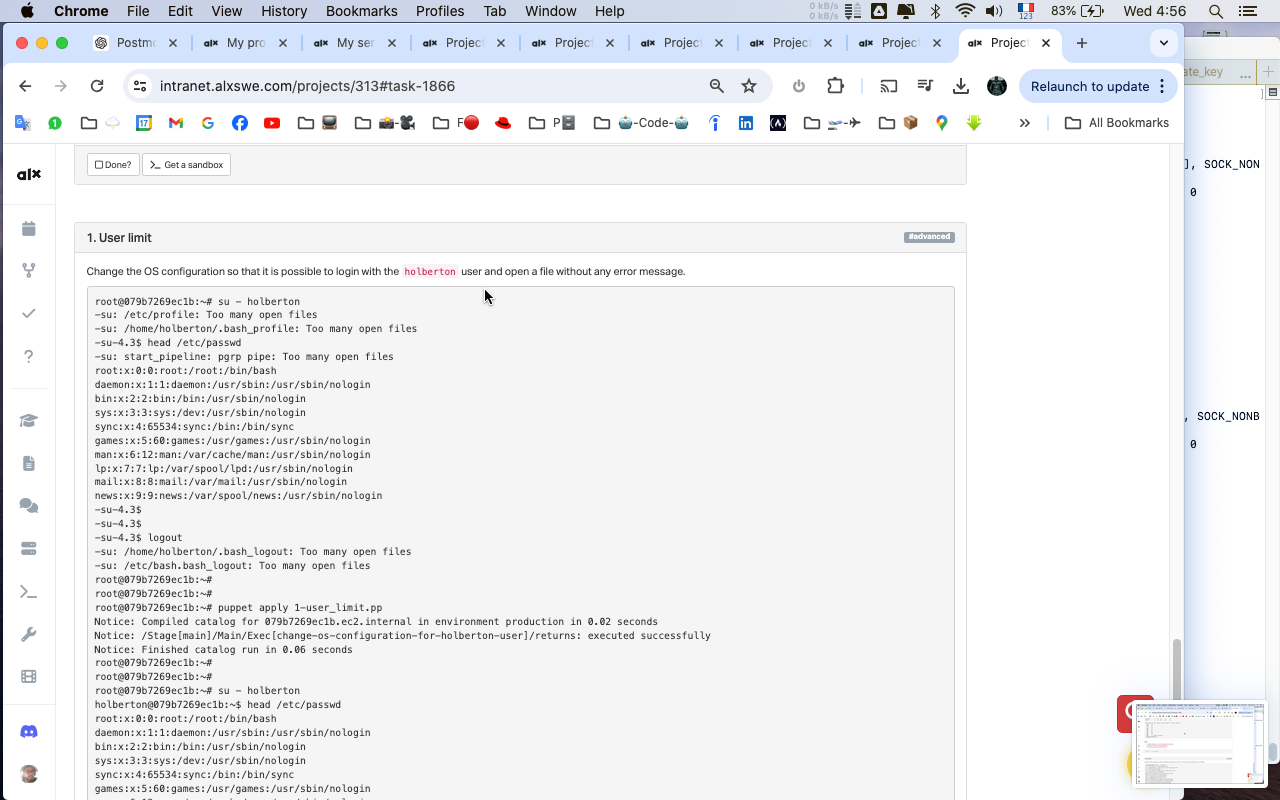 Chrome File Edit View History Bookmarks Profiles Tab Window Help 0 kB/s 0 kB/s 123 83% Wed 4:56
Postmo My pro My ser Project Project Project Project Project Project
intranet.alxswe.com/projects/313#task-1866 Relaunch to update
17 F P -Code- All Bookmarks
ate_key ...
alx
Done? Get a sandbox
], SOCK_NON
0
1. User limit #advanced
Change the OS configuration so that it is possible to login with the holberton user and open a file without any error message.
root@079b7269ec1b:~# su - holberton
-su: /etc/profile: Too many open files
-su: /home/holberton/.bash_profile: Too many open files
-su-4.3$ head /etc/passwd
-su: start_pipeline: pgrp pipe: Too many open files
root:x:0:0:root:/root:/bin/bash
daemon:x:1:1:daemon:/usr/sbin:/usr/sbin/nologin
bin:x:2:2:bin:/bin:/usr/sbin/nologin
sys:x:3:3:sys:/dev:/usr/sbin/nologin
sync:x:4:65534:sync:/bin:/bin/sync
games:x:5:60:games:/usr/games:/usr/sbin/nologin
man:x:6:12:man:/var/cache/man:/usr/sbin/nologin
lp:x:7:7:lp:/var/spool/lpd:/usr/sbin/nologin
mail:x:8:8:mail:/var/mail:/usr/sbin/nologin
news:x:9:9:news:/var/spool/news:/usr/sbin/nologin
-su-4.3$
-su-4.3$
-su-4.3$ logout
-su: /home/holberton/.bash_logout: Too many open files
-su: /etc/bash.bash_logout: Too many open files
root@079b7269ec1b:~#
root@079b7269ec1b:~#
root@079b7269ec1b:~# puppet apply 1-user_limit.pp
Notice: Compiled catalog for 079b7269ec1b.ec2.internal in environment production in 0.02 seconds
Notice: /Stage[main]/Main/Exec[change-os-configuration-for-holberton-user]/returns: executed successfully
Notice: Finished catalog run in 0.06 seconds
root@079b7269ec1b:~#
root@079b7269ec1b:~#
root@079b7269ec1b:~# su - holberton
holberton@079b7269ec1b:~$ head /etc/passwd
root:x:0:0:root:/root:/bin/bash
daemon:x:1:1:daemon:/usr/sbin:/usr/sbin/nologin
bin:x:2:2:bin:/bin:/usr/sbin/nologin
sys:x:3:3:sys:/dev:/usr/sbin/nologin
sync:x:4:65534:sync:/bin:/bin/sync
games:x:5:60:games:/usr/games:/usr/sbin/nologin
, SOCK_NONB
0